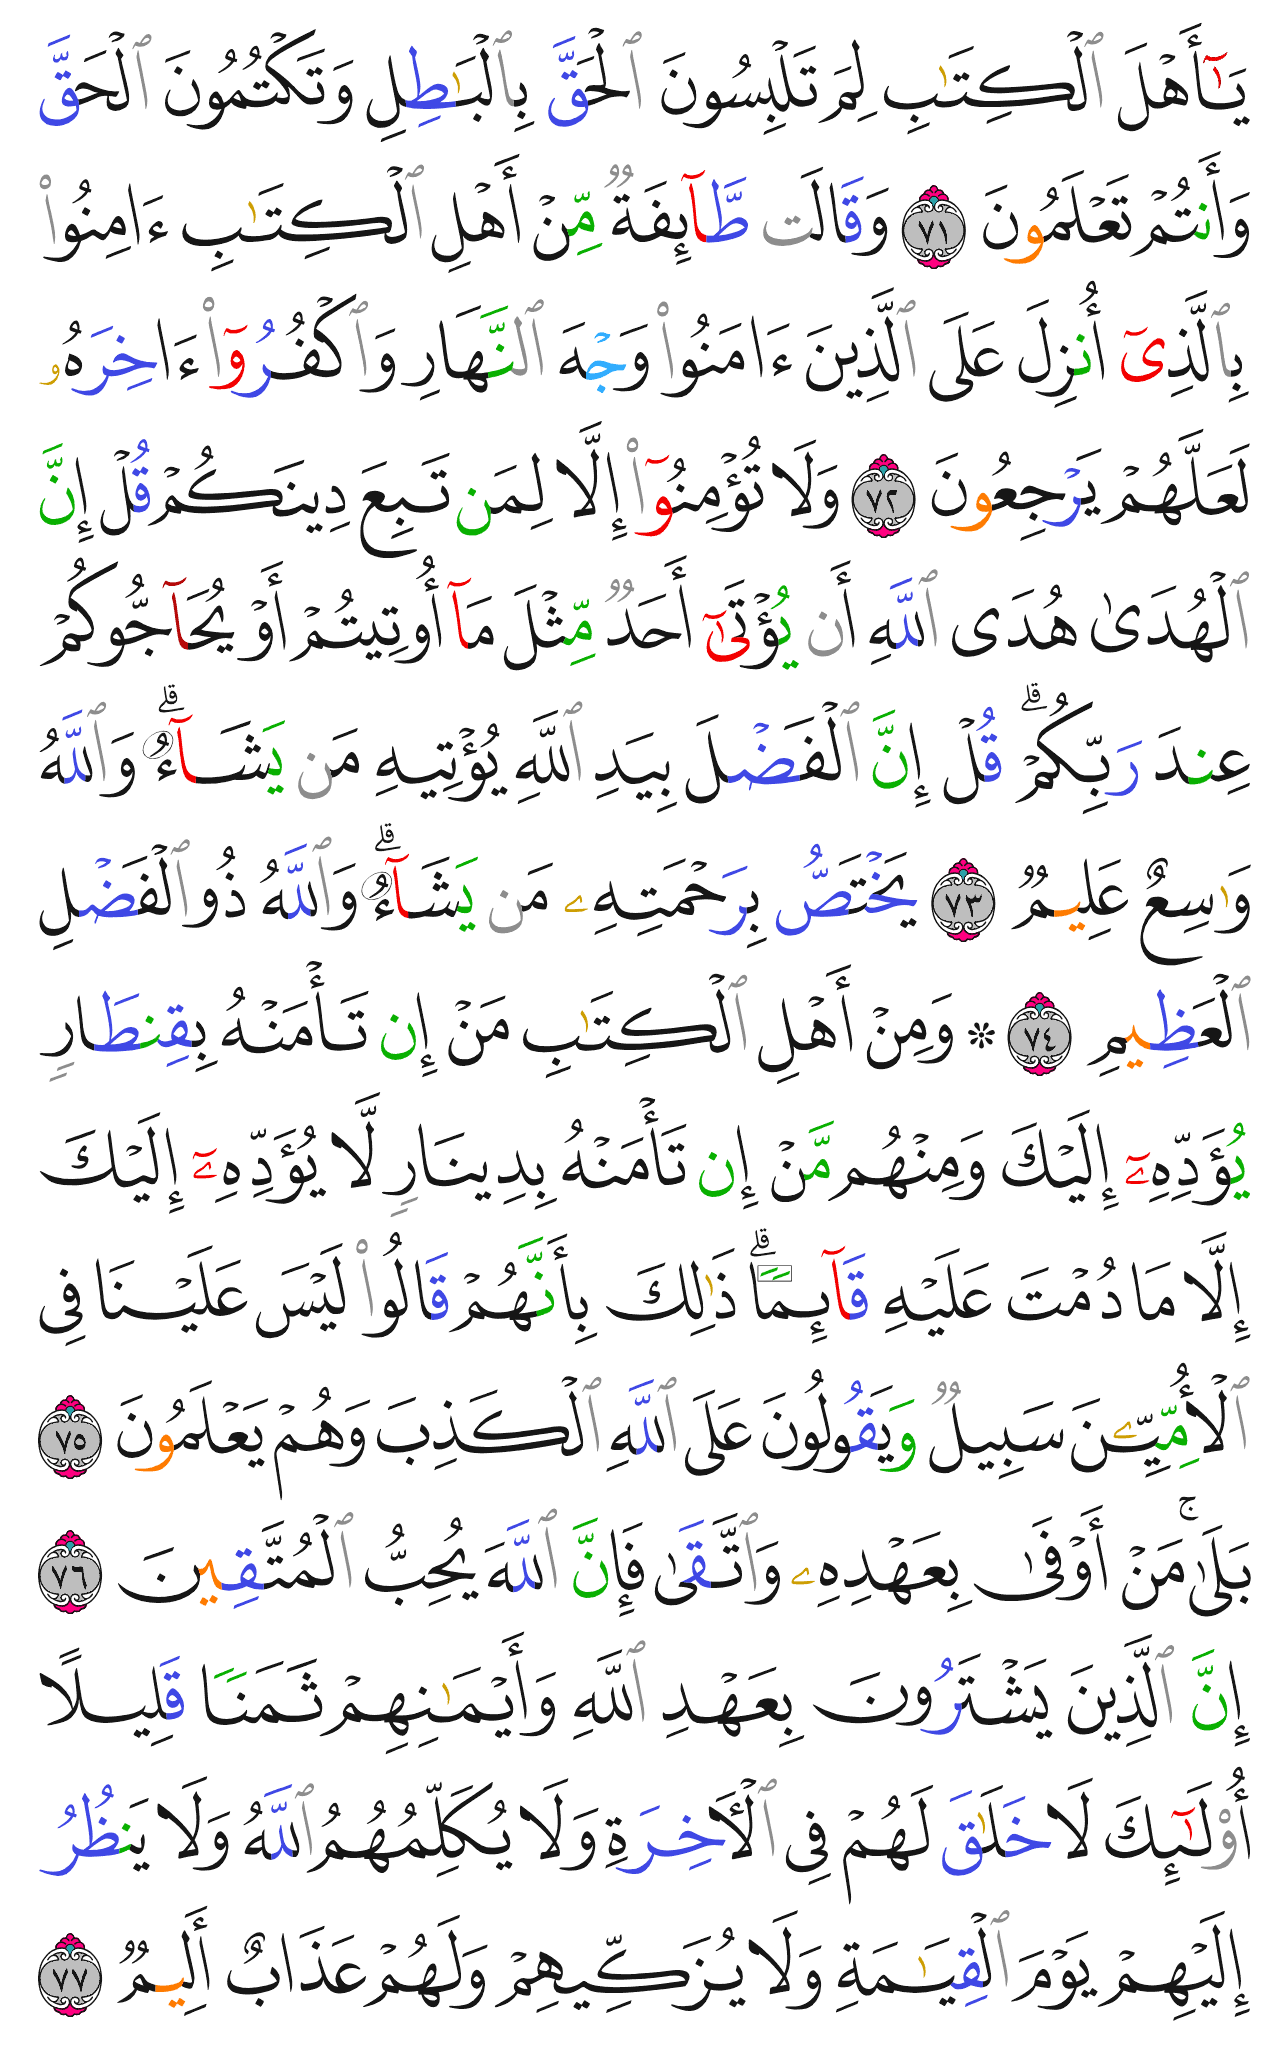 يَـٰٓأَهْلَ ٱلْكِتَـٰبِ لِمَ تَلْبِسُونَ ٱلْحَقَّ بِٱلْبَـٰطِلِ وَتَكْتُمُونَ ٱلْحَقَّ
وَأَنتُمْ تَعْلَمُونَ ٧١ وَقَالَت طَّآئِفَةٌ مِّنْ أَهْلِ ٱلْكِتَـٰبِ ءَامِنُوا۟
بِٱلَّذِىٓ أُنزِلَ عَلَى ٱلَّذِينَ ءَامَنُوا۟ وَجْهَ ٱلنَّهَارِ وَٱكْفُرُوٓا۟ ءَاخِرَهُۥ
لَعَلَّهُمْ يَرْجِعُونَ ٧٢ وَلَا تُؤْمِنُوٓا۟ إِلَّا لِمَن تَبِعَ دِينَكُمْ قُلْ إِنَّ
ٱلْهُدَىٰ هُدَى ٱللَّهِ أَن يُؤْتَىٰٓ أَحَدٌ مِّثْلَ مَآ أُوتِيتُمْ أَوْ يُحَآجُّوكُمْ
عِندَ رَبِّكُمْ ۗ قُلْ إِنَّ ٱلْفَضْلَ بِيَدِ ٱللَّهِ يُؤْتِيهِ مَن يَشَآءُ ۗ وَٱللَّهُ
وَٰسِعٌ عَلِيمٌ ٧٣ يَخْتَصُّ بِرَحْمَتِهِۦ مَن يَشَآءُ ۗ وَٱللَّهُ ذُو ٱلْفَضْلِ
ٱلْعَظِيمِ ٧٤ ۞ وَمِنْ أَهْلِ ٱلْكِتَـٰبِ مَنْ إِن تَأْمَنْهُ بِقِنطَارٍ
يُؤَدِّهِۦٓ إِلَيْكَ وَمِنْهُم مَّنْ إِن تَأْمَنْهُ بِدِينَارٍ لَّا يُؤَدِّهِۦٓ إِلَيْكَ
إِلَّا مَا دُمْتَ عَلَيْهِ قَآئِمًا ۗ ذَٰلِكَ بِأَنَّهُمْ قَالُوا۟ لَيْسَ عَلَيْنَا فِى
ٱلْأُمِّيِّـۧنَ سَبِيلٌ وَيَقُولُونَ عَلَى ٱللَّهِ ٱلْكَذِبَ وَهُمْ يَعْلَمُونَ ٧٥
بَلَىٰ ۚ مَنْ أَوْفَىٰ بِعَهْدِهِۦ وَٱتَّقَىٰ فَإِنَّ ٱللَّهَ يُحِبُّ ٱلْمُتَّقِينَ ٧٦
إِنَّ ٱلَّذِينَ يَشْتَرُونَ بِعَهْدِ ٱللَّهِ وَأَيْمَـٰنِهِمْ ثَمَنًا قَلِيلًا
أُو۟لَـٰٓئِكَ لَا خَلَـٰقَ لَهُمْ فِى ٱلْـَٔاخِرَةِ وَلَا يُكَلِّمُهُمُ ٱللَّهُ وَلَا يَنظُرُ
إِلَيْهِمْ يَوْمَ ٱلْقِيَـٰمَةِ وَلَا يُزَكِّيهِمْ وَلَهُمْ عَذَابٌ أَلِيمٌ ٧٧